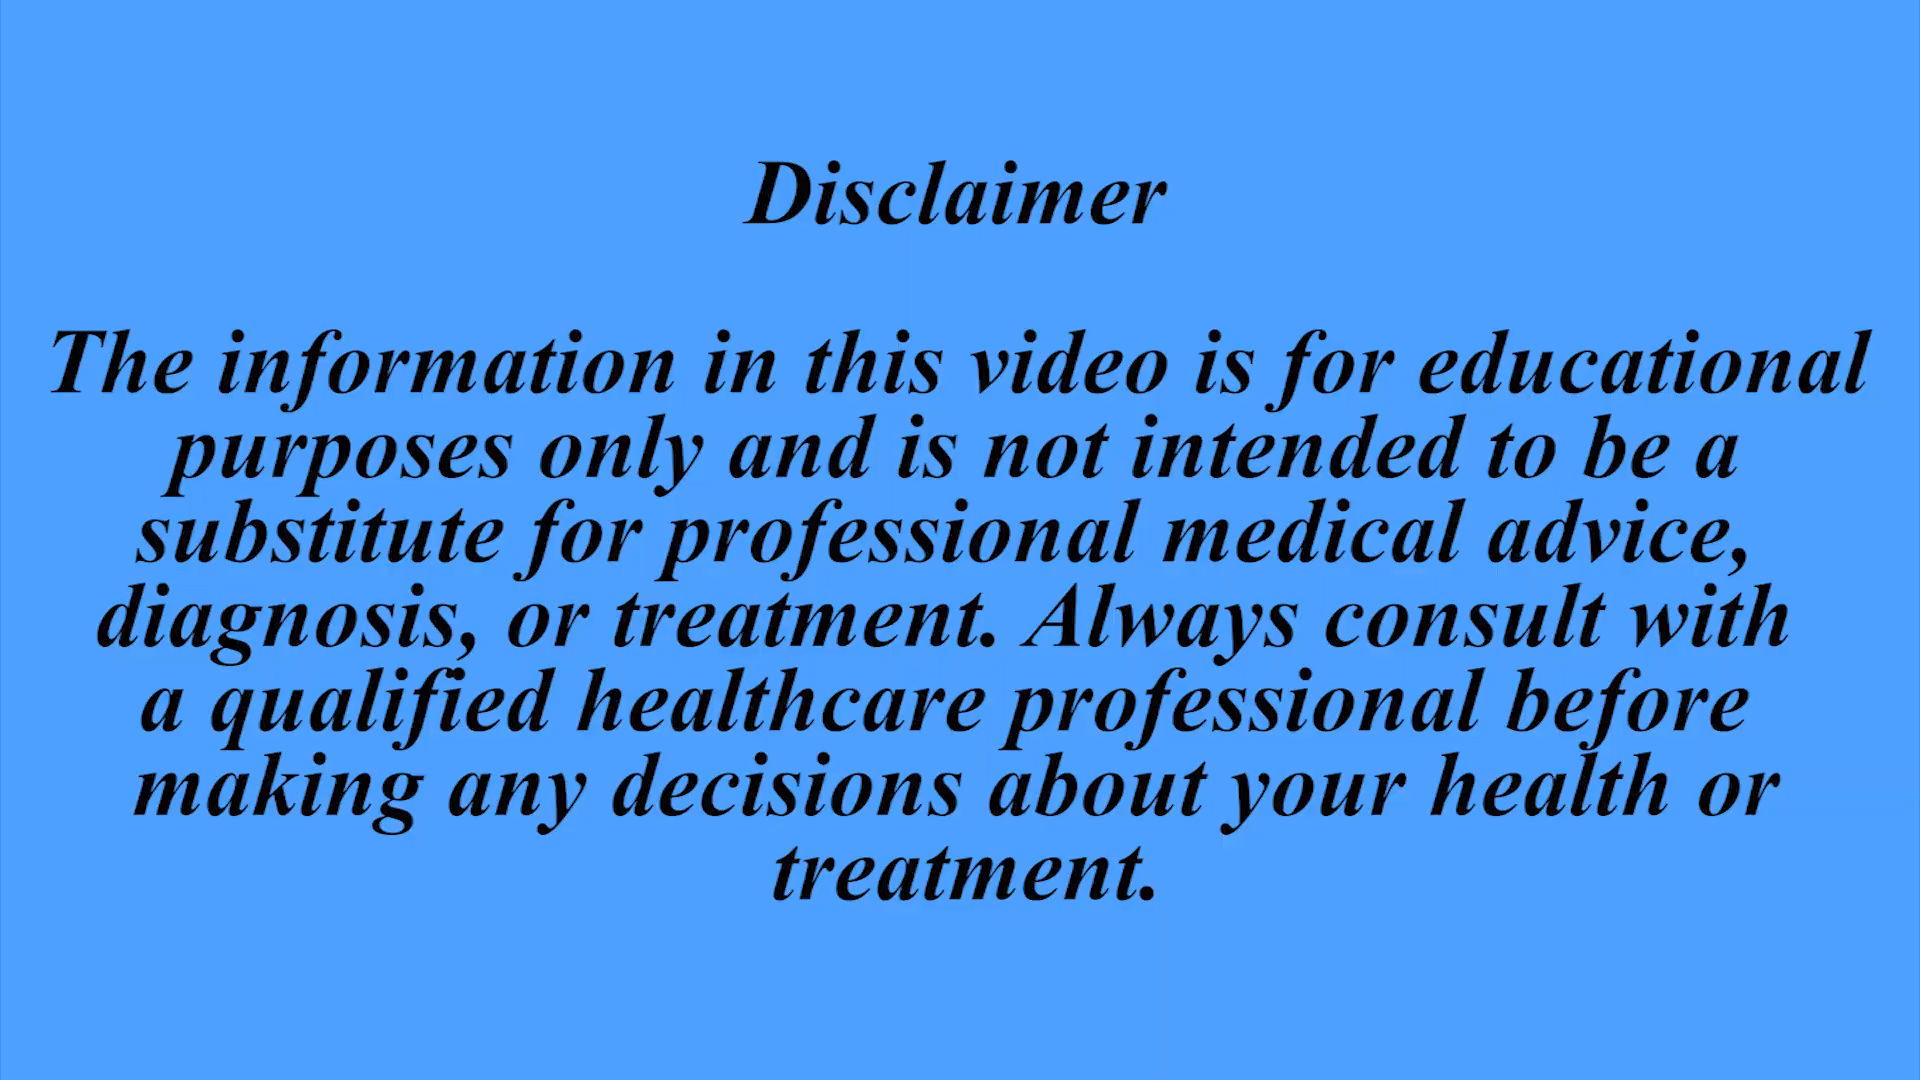 Disclaimer
The information in this video is for educational
purposes only and is not intended to be a
substitute for professional medical advice,
diagnosis, or treatment. Always consult with
a qualified healthcare professional before
making any decisions about your health or
treatment.